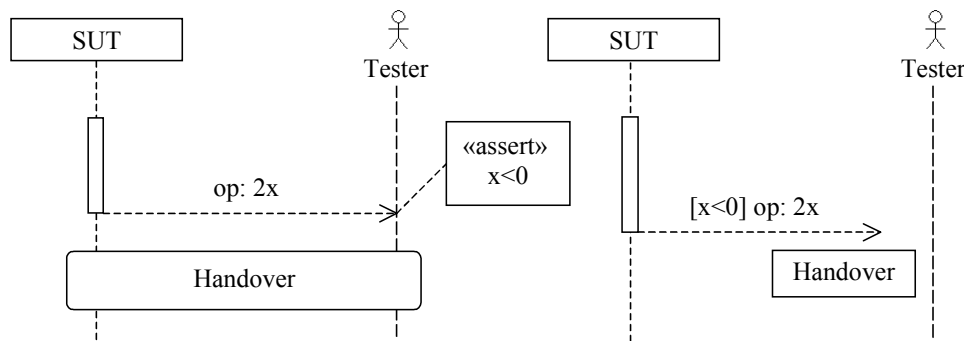 SUT
Tester
«assert»
x<0
op: 2x
Handover
SUT
Tester
[x<0] op: 2x
Handover